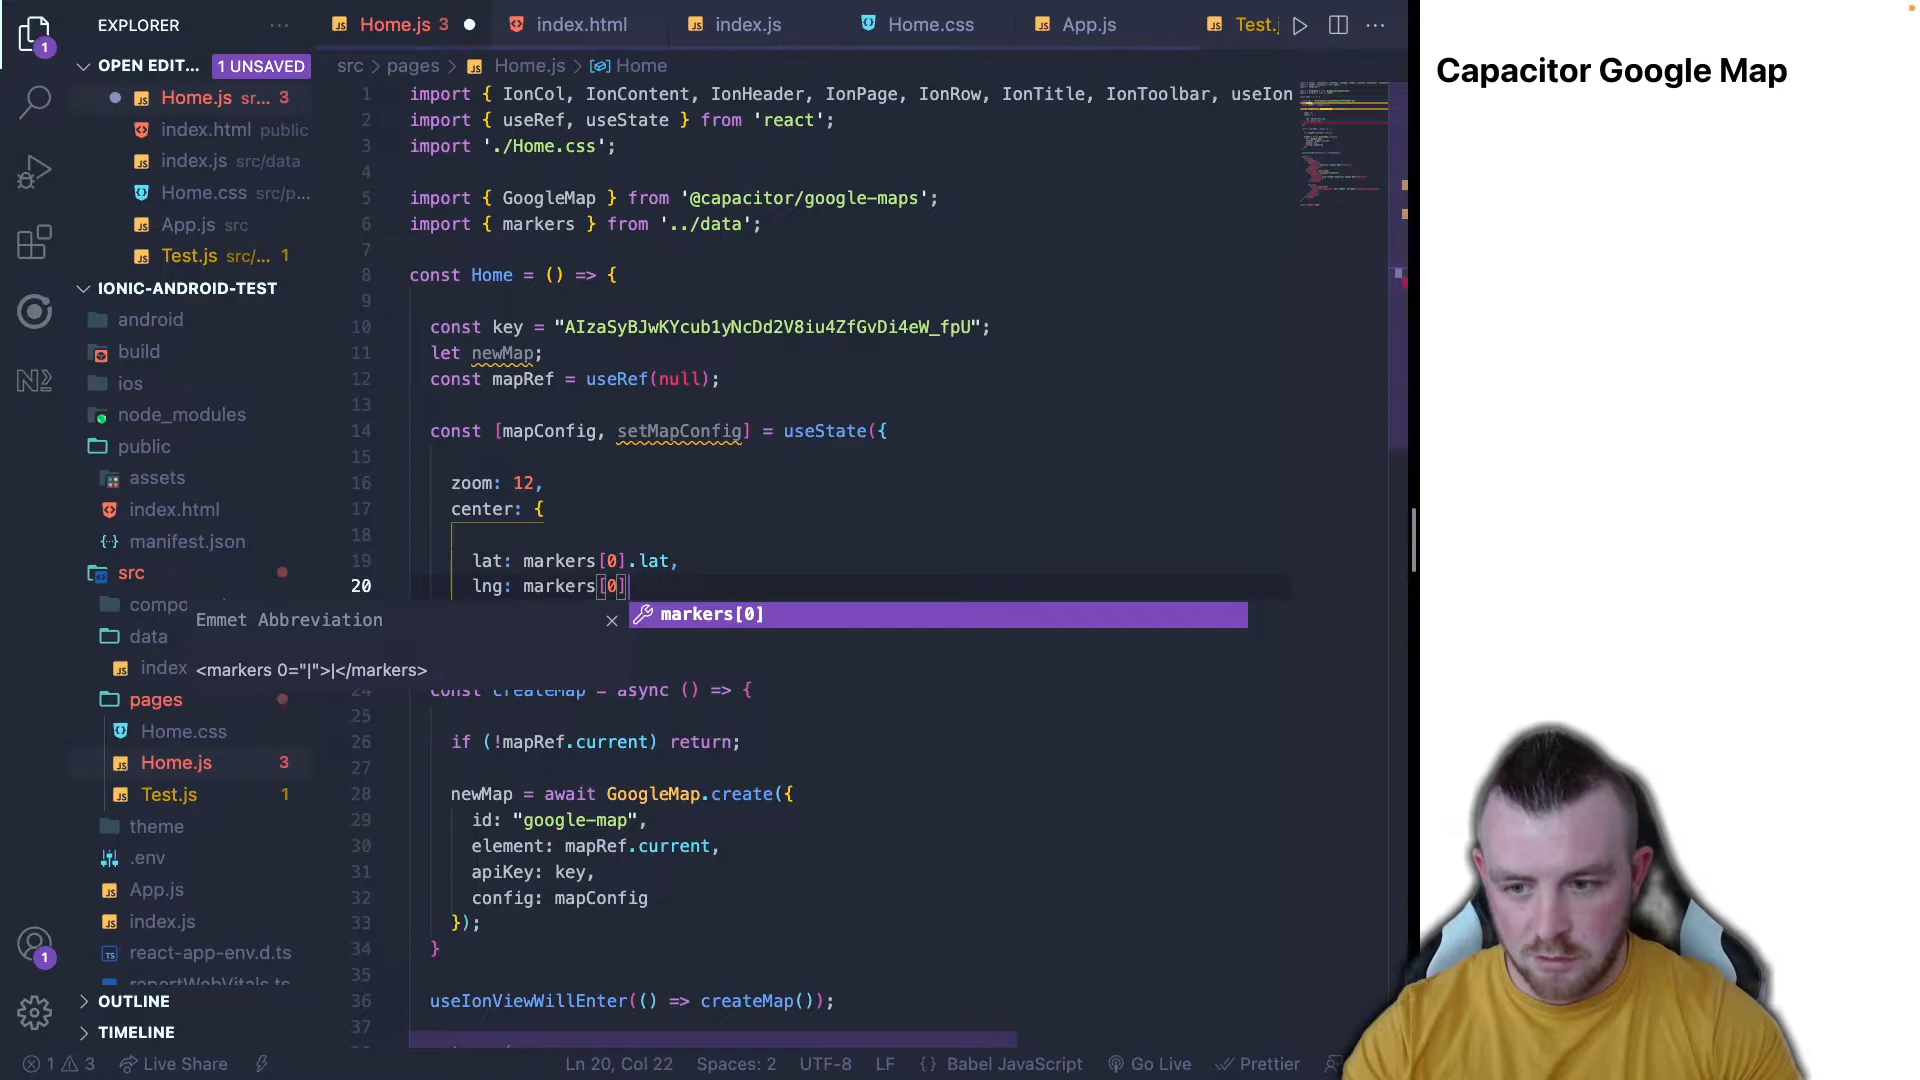 EXPLORER
OPEN EDIT... 1 UNSAVED
Home.js sr... 3
index.html public
index.js src/data
Home.css src/p...
App.js src
Test.js src/... 1
IONIC-ANDROID-TEST
android
build
ios
node_modules
public
assets
index.html
manifest.json
src
compo
data
index
pages
Home.css
Home.js 3
Test.js 1
theme
.env
App.js
index.js
react-app-env.d.ts
reportWebVitals.ts
OUTLINE
TIMELINE
1
1
N
Home.js 3 index.html index.js Home.css App.js Test.j
src > pages > Home.js > Home
1 import { IonCol, IonContent, IonHeader, IonPage, IonRow, IonTitle, IonToolbar, useIon
2 import { useRef, useState } from 'react';
3 import './Home.css';
4
5 import { GoogleMap } from '@capacitor/google-maps';
6 import { markers } from '../data';
7
8 const Home = () => {
9
10 const key = "AIzaSyBJwKYcub1yNcDd2V8iu4ZfGvDi4eW_fpU";
11 let newMap;
12 const mapRef = useRef(null);
13
14 const [mapConfig, setMapConfig] = useState({
15
16 zoom: 12,
17 center: {
18
19 lat: markers[0].lat,
20 lng: markers[0]
markers[0]
Emmet Abbreviation
<markers 0="|">|</markers>
24 const createMap = async () => {
25
26 if (!mapRef.current) return;
27
28 newMap = await GoogleMap.create({
29 id: "google-map",
30 element: mapRef.current,
31 apiKey: key,
32 config: mapConfig
33 });
34 }
35
36 useIonViewWillEnter(() => createMap());
37
1 3 Live Share Ln 20, Col 22 Spaces: 2 UTF-8 LF {} Babel JavaScript Go Live Prettier
Capacitor Google Map